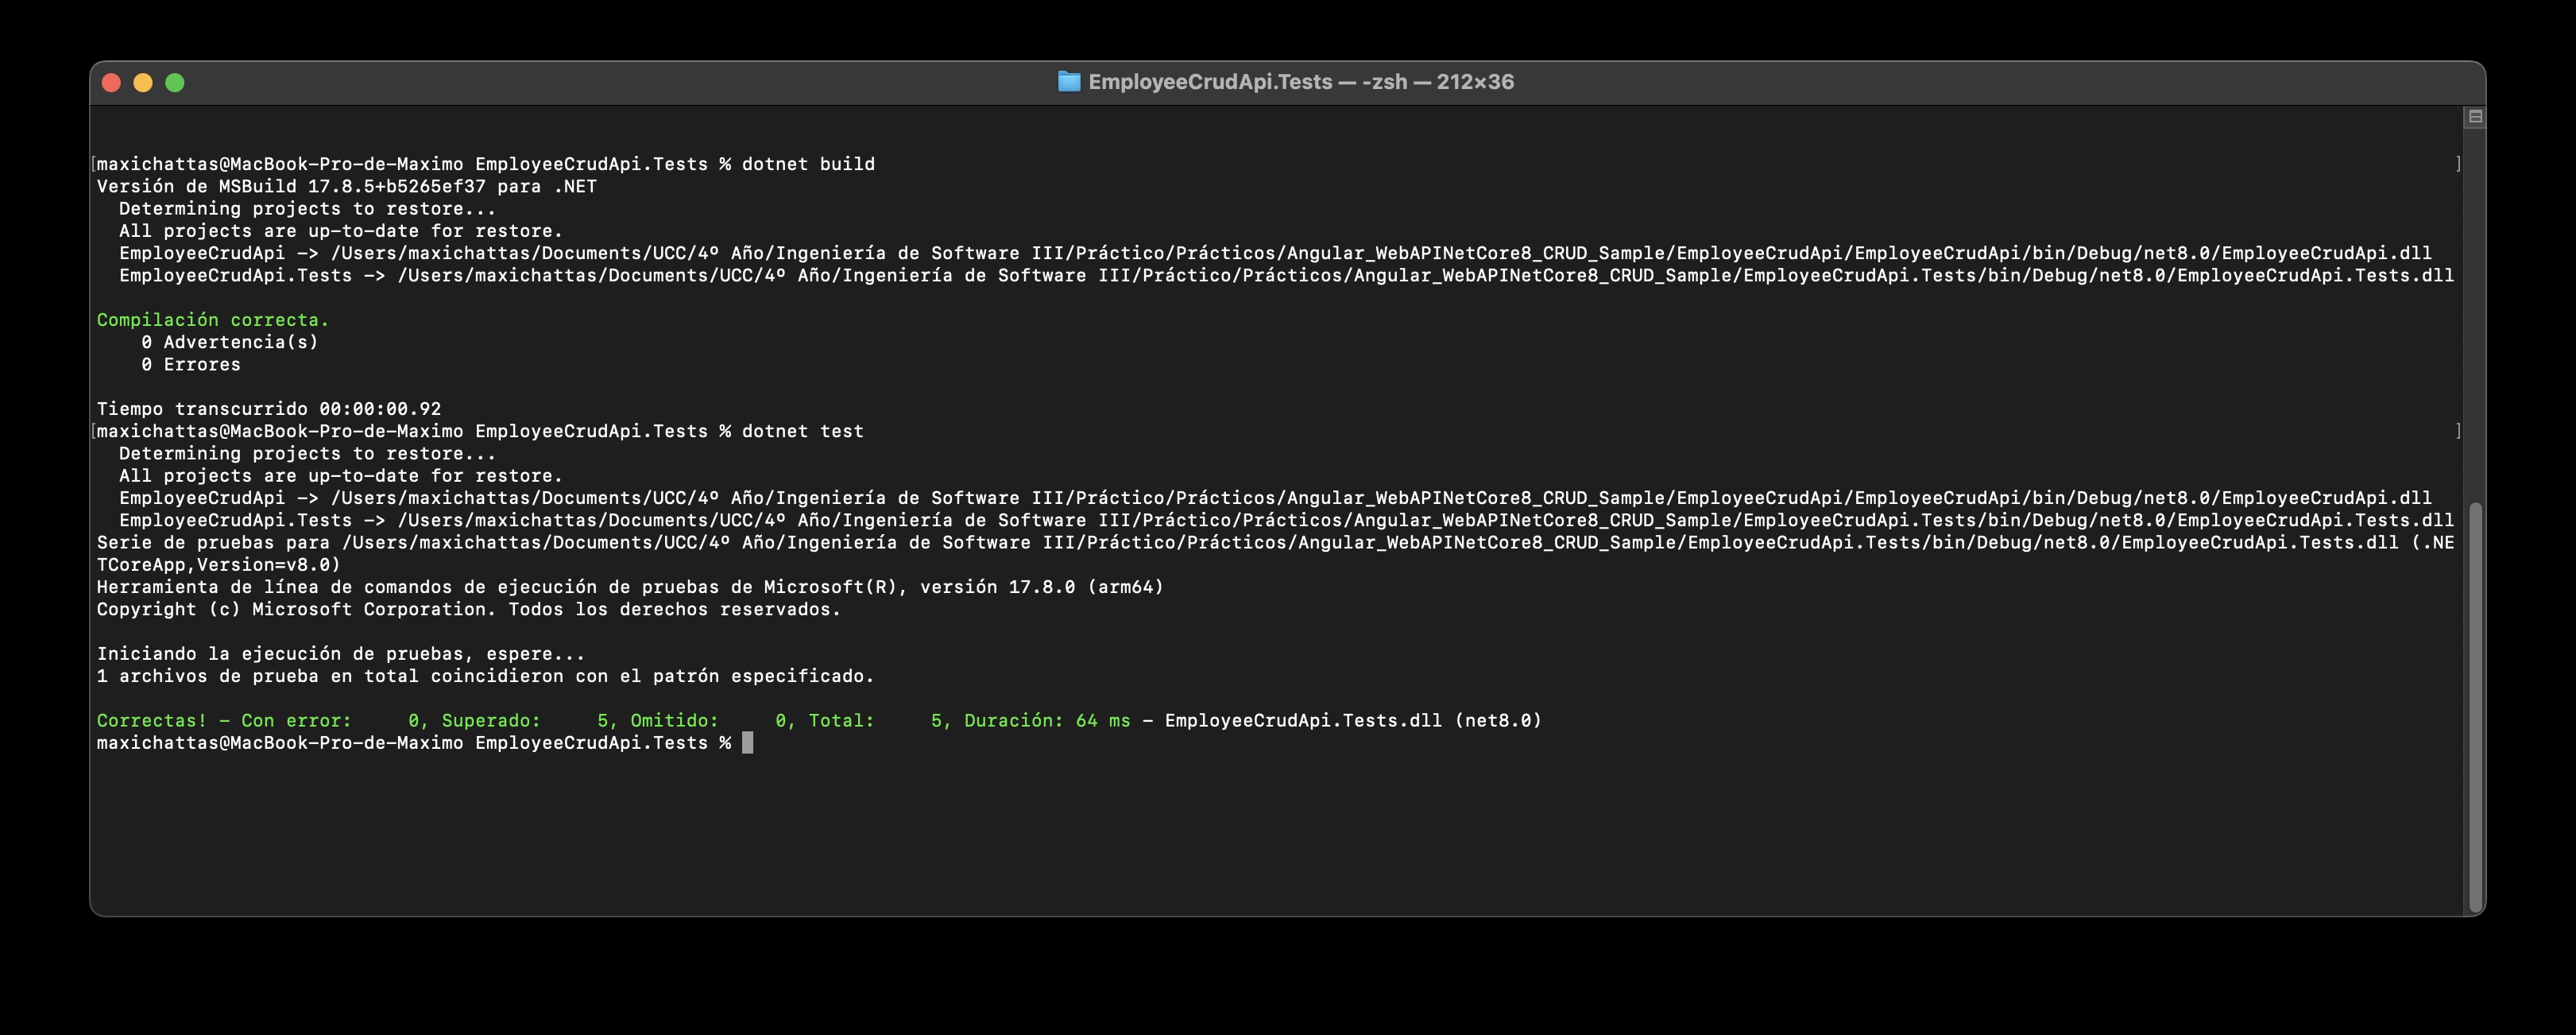 EmployeeCrudApi.Tests — -zsh — 212×36
[maxichattas@MacBook-Pro-de-Maximo EmployeeCrudApi.Tests % dotnet build ]
Versión de MSBuild 17.8.5+b5265ef37 para .NET
Determining projects to restore...
All projects are up-to-date for restore.
EmployeeCrudApi -> /Users/maxichattas/Documents/UCC/4º Año/Ingeniería de Software III/Práctico/Prácticos/Angular_WebAPINetCore8_CRUD_Sample/EmployeeCrudApi/EmployeeCrudApi/bin/Debug/net8.0/EmployeeCrudApi.dll
EmployeeCrudApi.Tests -> /Users/maxichattas/Documents/UCC/4º Año/Ingeniería de Software III/Práctico/Prácticos/Angular_WebAPINetCore8_CRUD_Sample/EmployeeCrudApi.Tests/bin/Debug/net8.0/EmployeeCrudApi.Tests.dll
Compilación correcta.
0 Advertencia(s)
0 Errores
Tiempo transcurrido 00:00:00.92
[maxichattas@MacBook-Pro-de-Maximo EmployeeCrudApi.Tests % dotnet test ]
Determining projects to restore...
All projects are up-to-date for restore.
EmployeeCrudApi -> /Users/maxichattas/Documents/UCC/4º Año/Ingeniería de Software III/Práctico/Prácticos/Angular_WebAPINetCore8_CRUD_Sample/EmployeeCrudApi/EmployeeCrudApi/bin/Debug/net8.0/EmployeeCrudApi.dll
EmployeeCrudApi.Tests -> /Users/maxichattas/Documents/UCC/4º Año/Ingeniería de Software III/Práctico/Prácticos/Angular_WebAPINetCore8_CRUD_Sample/EmployeeCrudApi.Tests/bin/Debug/net8.0/EmployeeCrudApi.Tests.dll
Serie de pruebas para /Users/maxichattas/Documents/UCC/4º Año/Ingeniería de Software III/Práctico/Prácticos/Angular_WebAPINetCore8_CRUD_Sample/EmployeeCrudApi.Tests/bin/Debug/net8.0/EmployeeCrudApi.Tests.dll (.NE
TCoreApp,Version=v8.0)
Herramienta de línea de comandos de ejecución de pruebas de Microsoft(R), versión 17.8.0 (arm64)
Copyright (c) Microsoft Corporation. Todos los derechos reservados.
Iniciando la ejecución de pruebas, espere...
1 archivos de prueba en total coincidieron con el patrón especificado.
Correctas! - Con error:     0, Superado:     5, Omitido:     0, Total:     5, Duración: 64 ms - EmployeeCrudApi.Tests.dll (net8.0)
maxichattas@MacBook-Pro-de-Maximo EmployeeCrudApi.Tests %